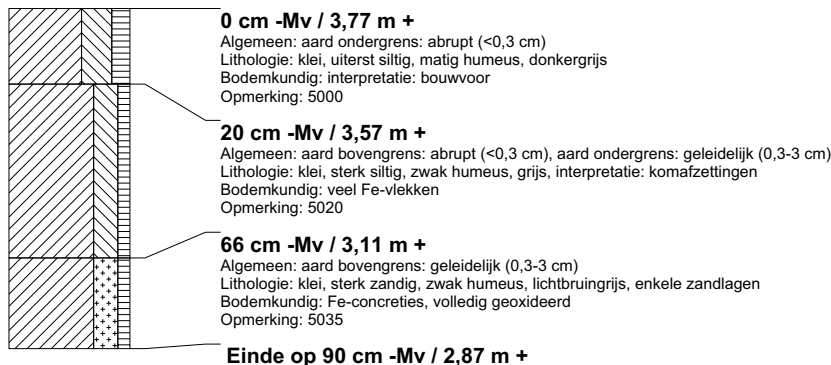 0 cm -Mv / 3,77 m +
Algemeen: aard ondergrens: abrupt (<0,3 cm)
Lithologie: klei, uiterst siltig, matig humeus, donkergrijs
Bodemkundig: interpretatie: bouwvoor
Opmerking: 5000
20 cm -Mv / 3,57 m +
Algemeen: aard bovengrens: abrupt (<0,3 cm), aard ondergrens: geleidelijk (0,3-3 cm)
Lithologie: klei, sterk siltig, zwak humeus, grijs, interpretatie: komafzettingen
Bodemkundig: veel Fe-vlekken
Opmerking: 5020
66 cm -Mv / 3,11 m +
Algemeen: aard bovengrens: geleidelijk (0,3-3 cm)
Lithologie: klei, sterk zandig, zwak humeus, lichtbruingrijs, enkele zandlagen
Bodemkundig: Fe-concreties, volledig geoxideerd
Opmerking: 5035
Einde op 90 cm -Mv / 2,87 m +